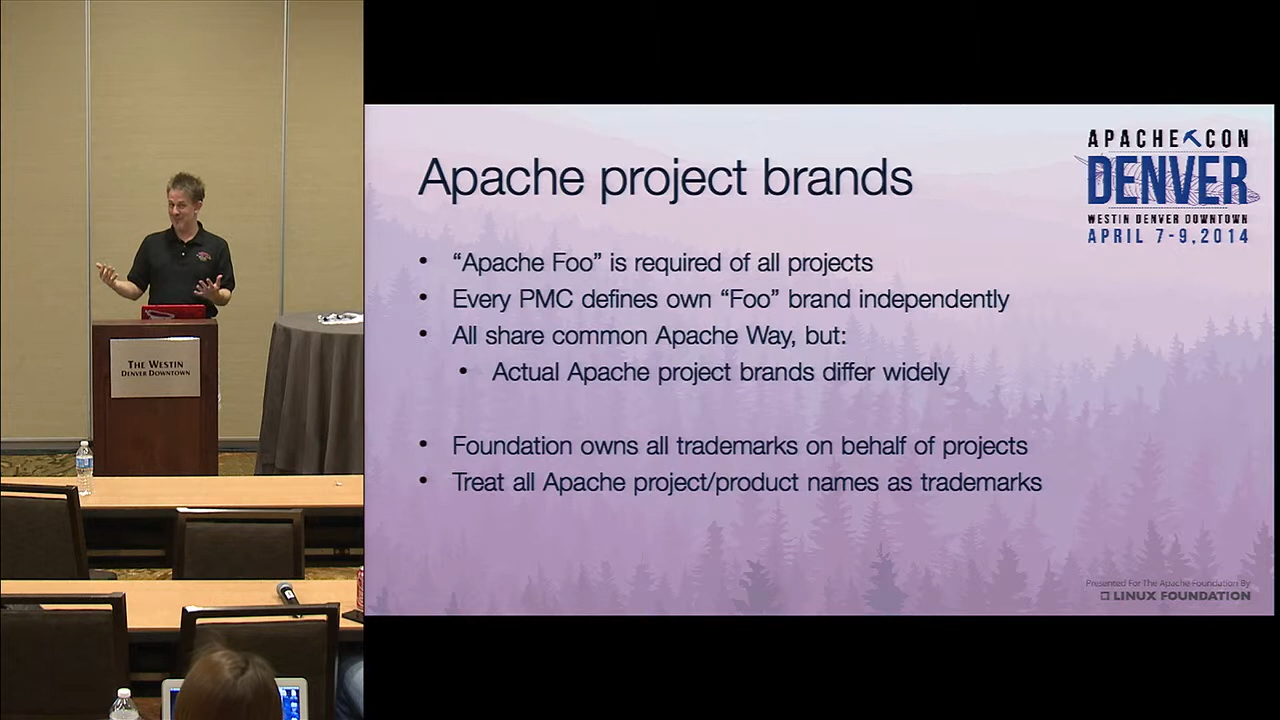 THE WESTIN
DENVER DOWNTOWN
Apache project brands
APACHE CON
DENVER
WESTIN DENVER DOWNTOWN
APRIL 7-9, 2014
• “Apache Foo” is required of all projects
• Every PMC defines own “Foo” brand independently
• All share common Apache Way, but:
• Actual Apache project brands differ widely
• Foundation owns all trademarks on behalf of projects
• Treat all Apache project/product names as trademarks
Presented For The Apache Foundation By
LINUX FOUNDATION